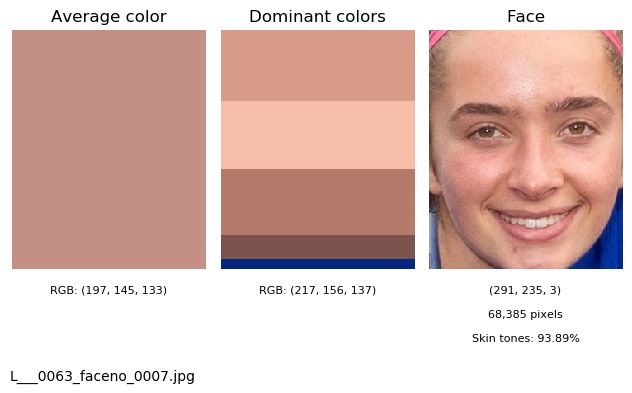 Average color
Dominant colors
Face
RGB: (197, 145, 133)
RGB: (217, 156, 137)
(291, 235, 3)
68,385 pixels
Skin tones: 93.89%
L___0063_faceno_0007.jpg